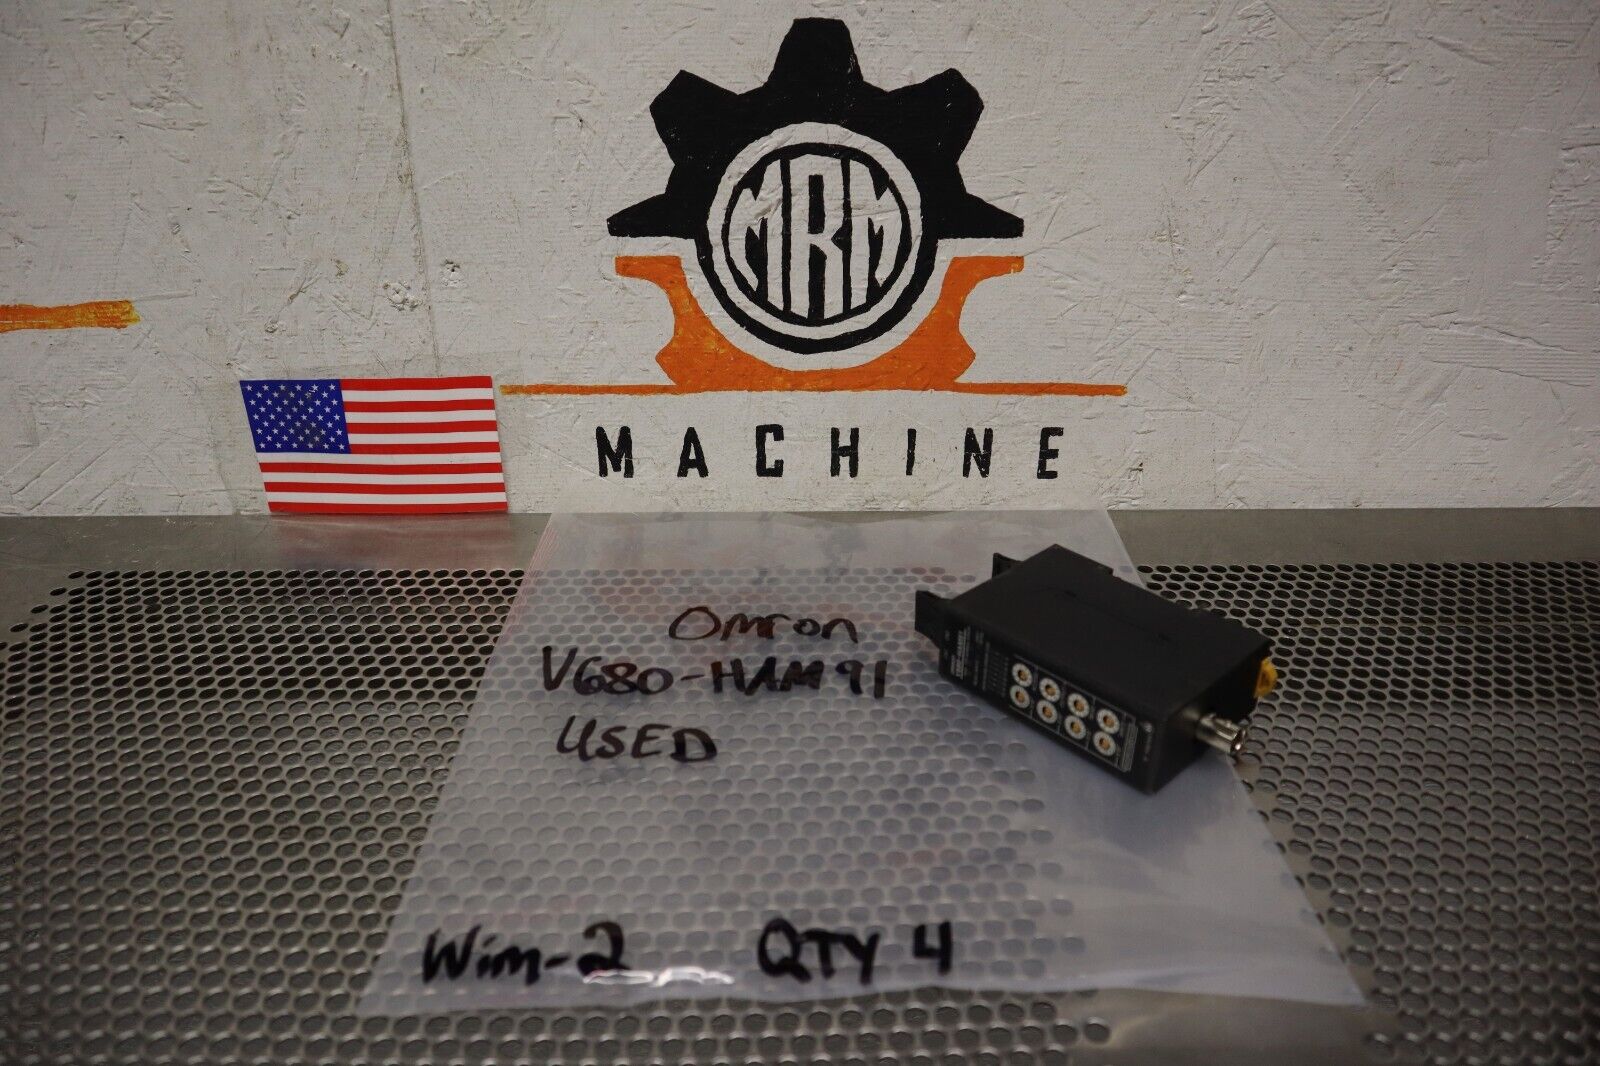 MRM
MACHINE
Omron
V680-HAM91
USED
Wim-2 QTY 4